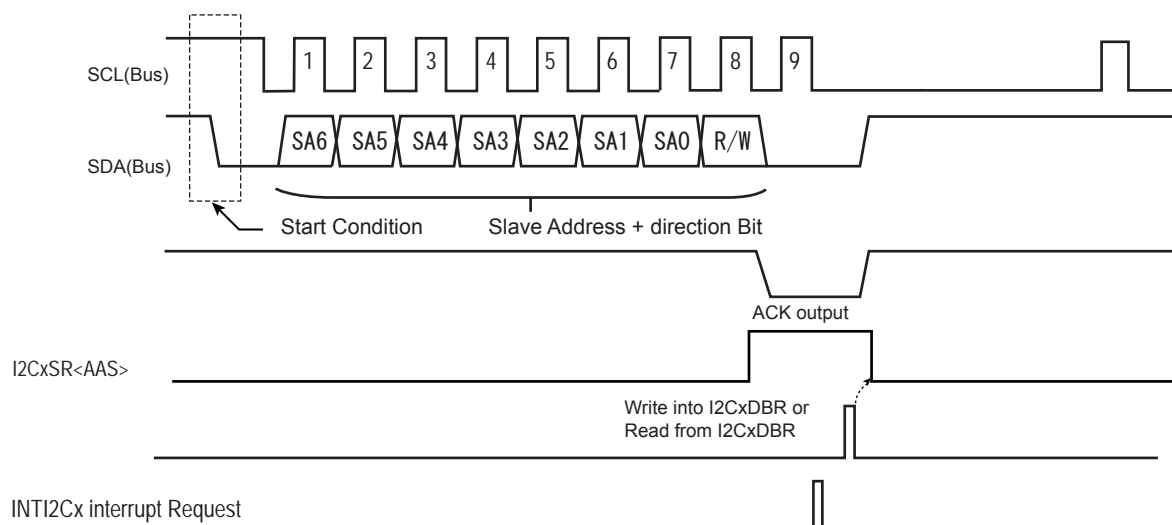 SCL(Bus)
1 2 3 4 5 6 7 8 9
SDA(Bus)
SA6 SA5 SA4 SA3 SA2 SA1 SA0 R/W
Start Condition
Slave Address + direction Bit
ACK output
I2CxSR<AAS>
Write into I2CxDBR or
Read from I2CxDBR
INTI2Cx interrupt Request